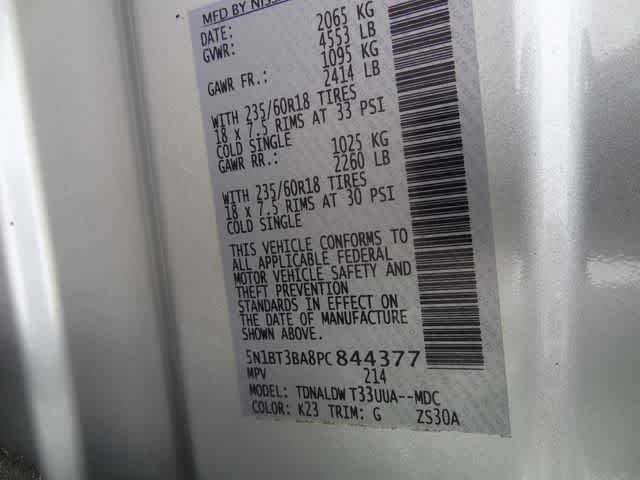 MFD BY NISS
DATE:
GVWR: 2065 KG
4553 LB
GAWR FR.: 1095 KG
2414 LB
WITH 235/60R18 TIRES
18 x 7.5 RIMS AT 33 PSI
COLD SINGLE
GAWR RR.: 1025 KG
2260 LB
WITH 235/60R18 TIRES
18 x 7.5 RIMS AT 30 PSI
COLD SINGLE
THIS VEHICLE CONFORMS TO
ALL APPLICABLE FEDERAL
MOTOR VEHICLE SAFETY AND
THEFT PREVENTION
STANDARDS IN EFFECT ON
THE DATE OF MANUFACTURE
SHOWN ABOVE.
5N1BT3BA8PC844377
MPV 214
MODEL: TDNALDW T33UUA--MDC
COLOR: K23 TRIM: G ZS30A